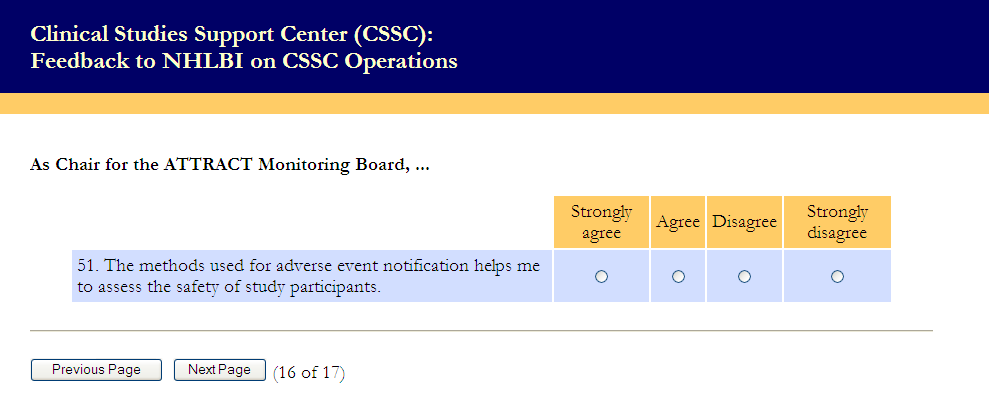 Clinical Studies Support Center (CSSC):
Feedback to NHLBI on CSSC Operations
As Chair for the ATTRACT Monitoring Board, ...
Strongly
agree
Agree
Disagree
Strongly
disagree
51. The methods used for adverse event notification helps me
to assess the safety of study participants.
Previous Page
Next Page
(16 of 17)